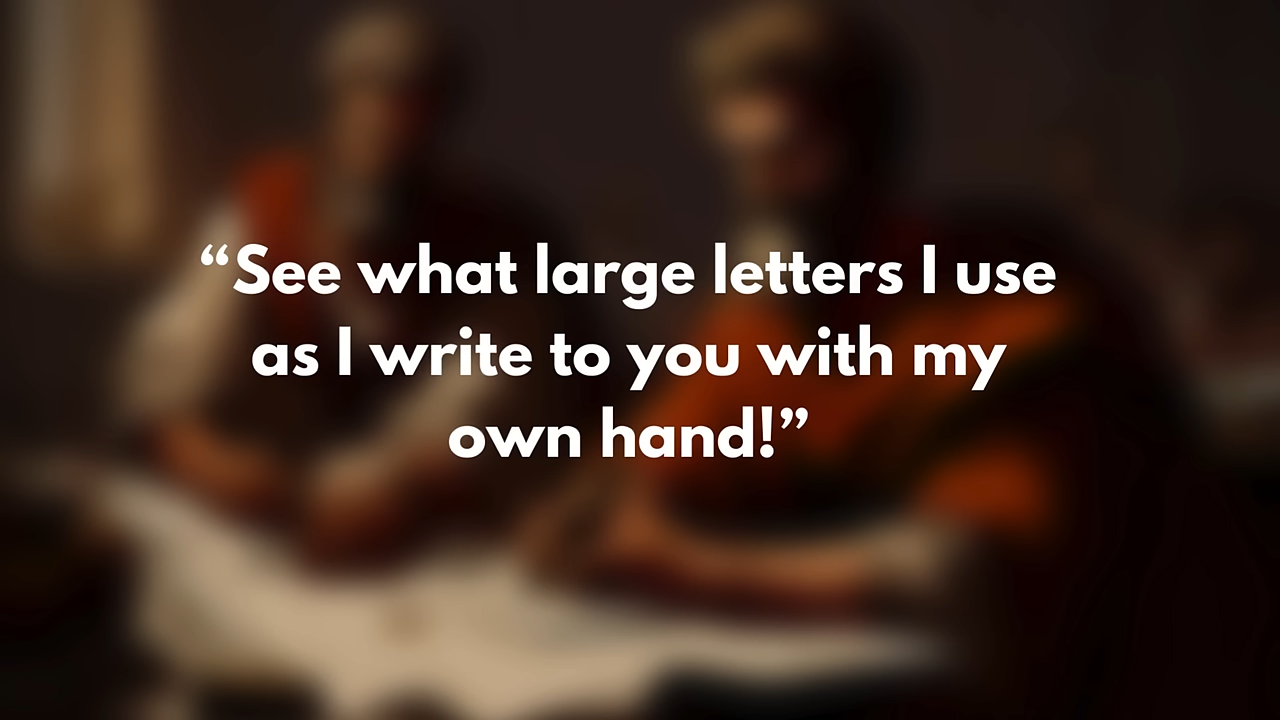 “See what large letters I use
as I write to you with my
own hand!”